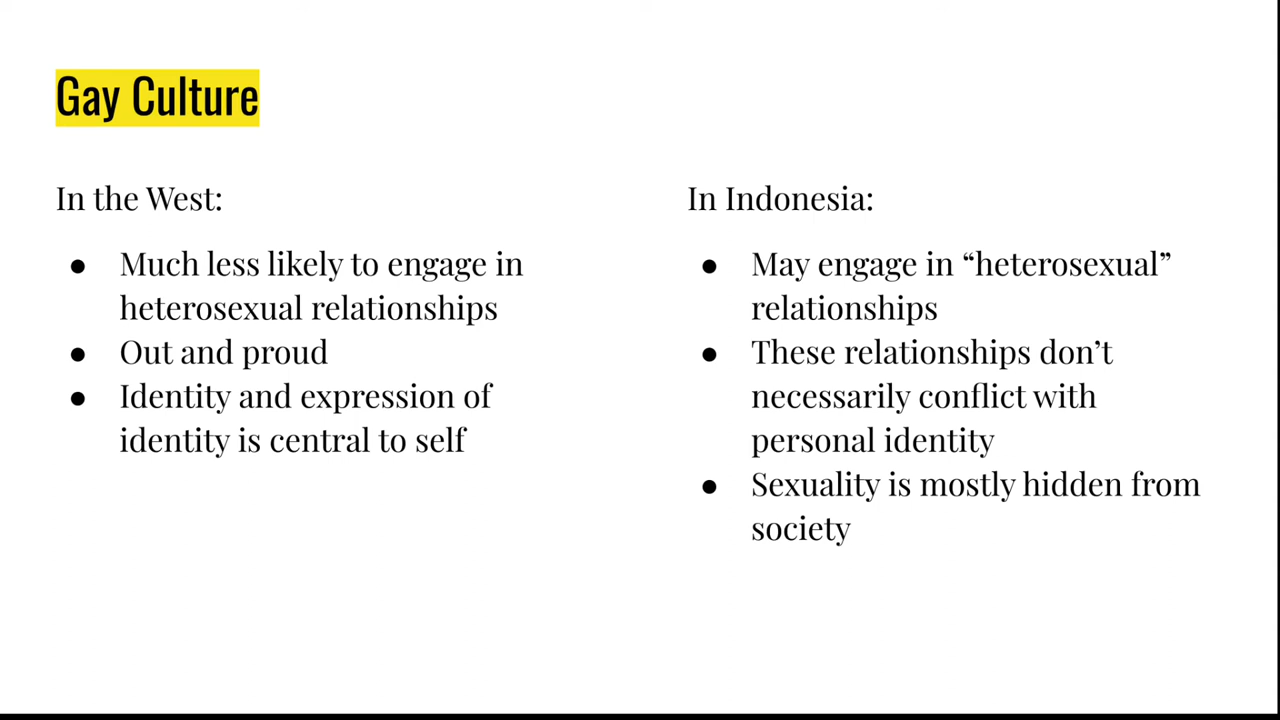 Gay Culture
In the West:
● Much less likely to engage in
heterosexual relationships
● Out and proud
● Identity and expression of
identity is central to self
In Indonesia:
● May engage in “heterosexual”
relationships
● These relationships don’t
necessarily conflict with
personal identity
● Sexuality is mostly hidden from
society